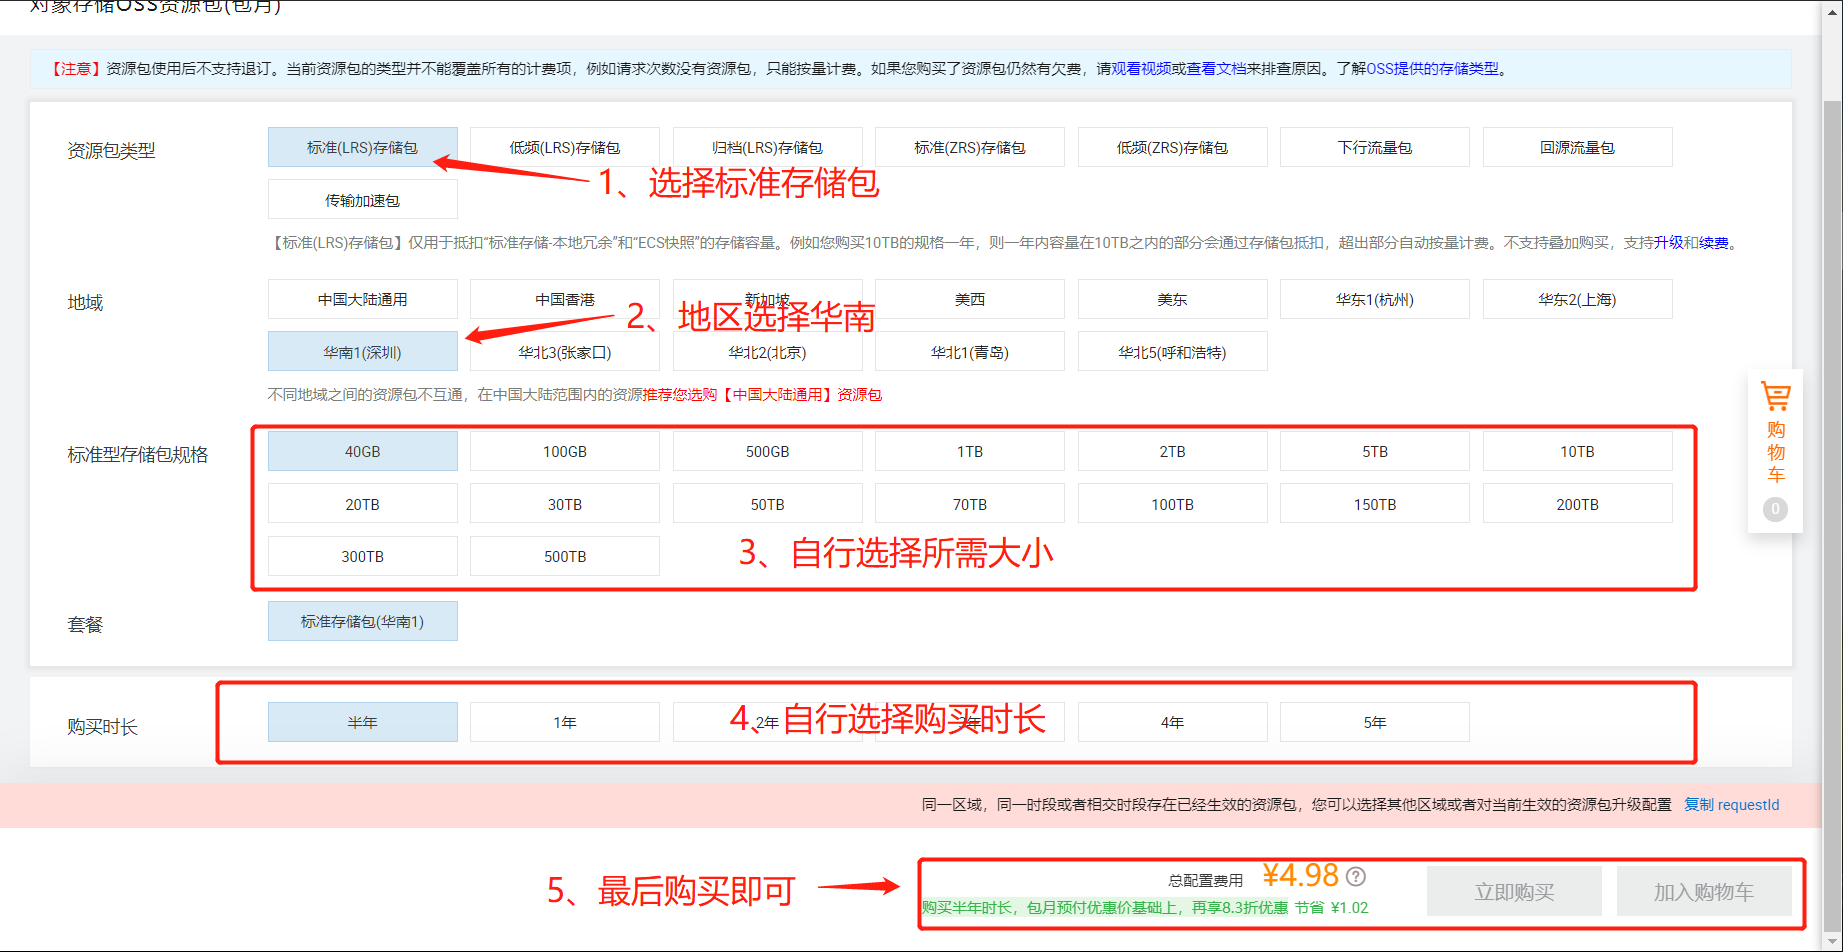 对象存储OSS资源包(包月)
【注意】资源包使用后不支持退订。当前资源包的类型并不能覆盖所有的计费项，例如请求次数没有资源包，只能按量计费。如果您购买了资源包仍然有欠费，请观看视频或查看文档来排查原因。了解OSS提供的存储类型。
资源包类型
标准(LRS)存储包 低频(LRS)存储包 归档(LRS)存储包 标准(ZRS)存储包 低频(ZRS)存储包 下行流量包 回源流量包
1、选择标准存储包
传输加速包
【标准(LRS)存储包】仅用于抵扣“标准存储-本地冗余”和“ECS快照”的存储容量。例如您购买10TB的规格一年，则一年内容量在10TB之内的部分会通过存储包抵扣，超出部分自动按量计费。不支持叠加购买，支持升级和续费。
地域
中国大陆通用 中国香港 新加坡 美西 美东 华东1(杭州) 华东2(上海)
2、地区选择华南
华南1(深圳) 华北3(张家口) 华北2(北京) 华北1(青岛) 华北5(呼和浩特)
不同地域之间的资源包不互通，在中国大陆范围内的资源推荐您选购【中国大陆通用】资源包
标准型存储包规格
40GB 100GB 500GB 1TB 2TB 5TB 10TB
20TB 30TB 50TB 70TB 100TB 150TB 200TB
300TB 500TB
3、自行选择所需大小
套餐
标准存储包(华南1)
购买时长
半年 1年 2年 3年 4年 5年
4、自行选择购买时长
同一区域，同一时段或者相交时段存在已经生效的资源包，您可以选择其他区域或者对当前生效的资源包升级配置 复制 requestId
5、最后购买即可
总配置费用 ¥4.98 ?
购买半年时长，包月预付优惠价基础上，再享8.3折优惠 节省 ¥1.02
立即购买 加入购物车
购物车
0